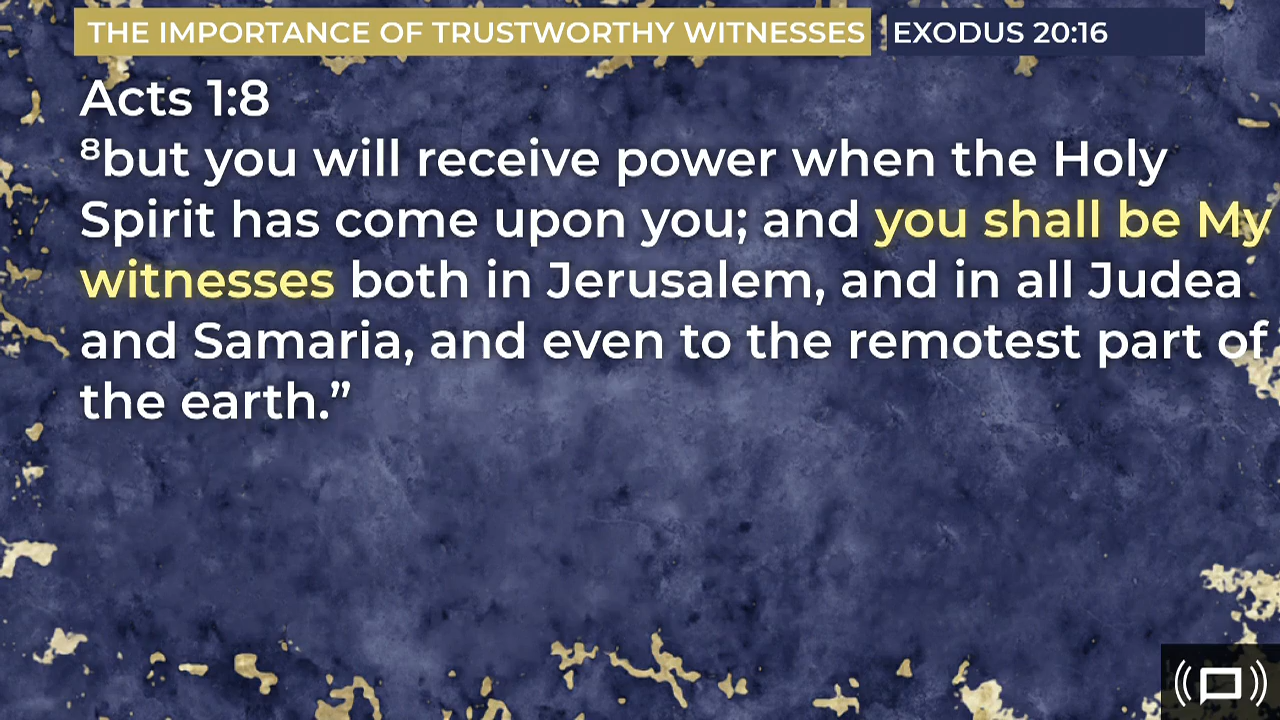 THE IMPORTANCE OF TRUSTWORTHY WITNESSES EXODUS 20:16
Acts 1:8
⁸but you will receive power when the Holy
Spirit has come upon you; and you shall be My
witnesses both in Jerusalem, and in all Judea
and Samaria, and even to the remotest part of
the earth.”